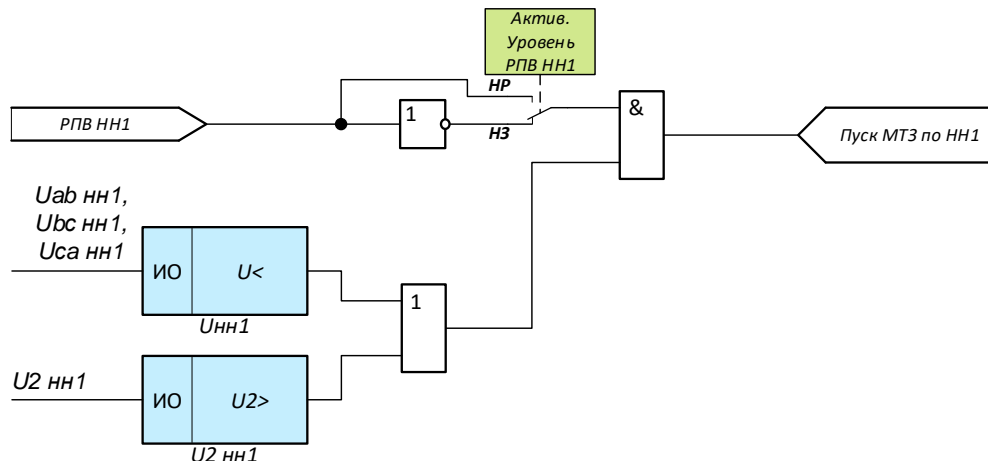 Актив.
Уровень
РПВ НН1
НР
РПВ НН1
1
НЗ
&
Пуск МТЗ по НН1
Uab нн1,
Ubc нн1,
Uca нн1
ИО
U<
Uнн1
1
U2 нн1
ИО
U2>
U2 нн1